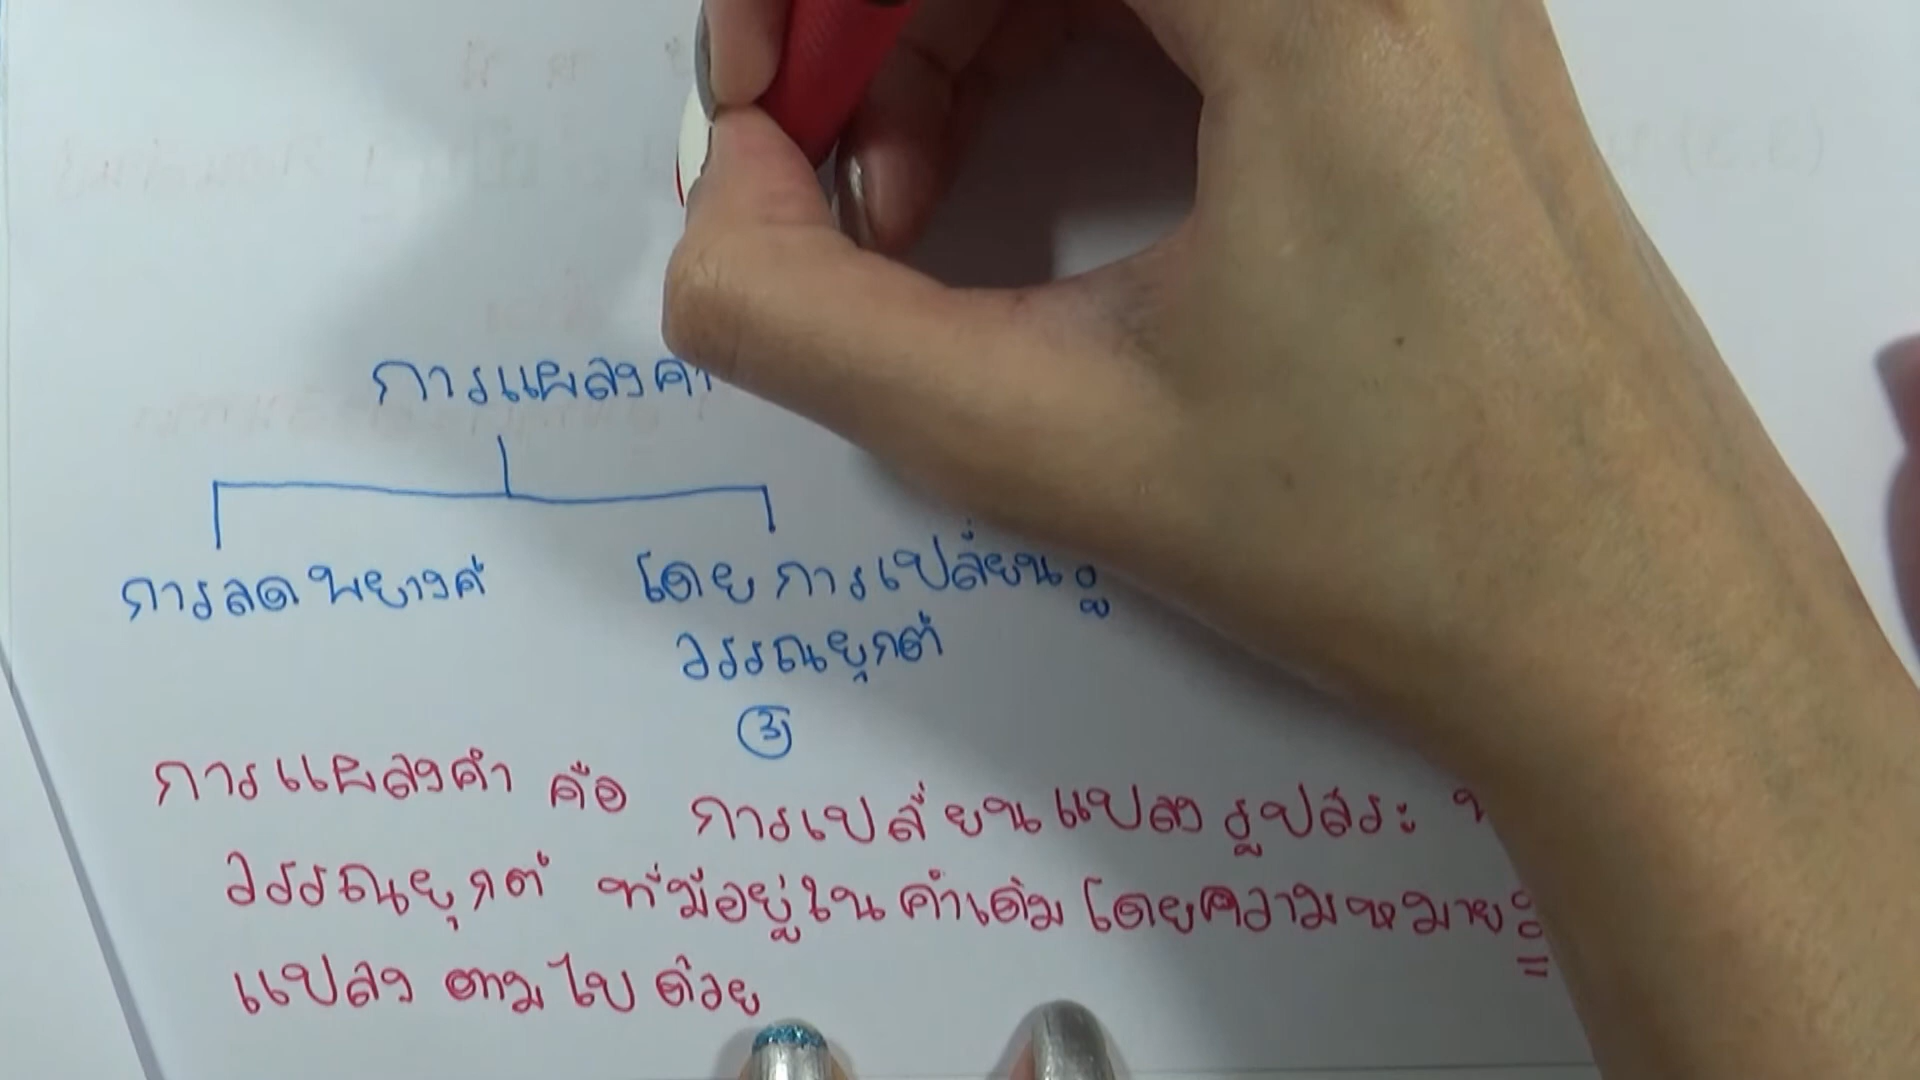 การแผลงคำ
การลดพยางค์ โดยการเปลี่ยนรู
วรรณยุกต์
③
การแผลงคำ คือ การเปลี่ยนแปลงรูปสระ
วรรณยุกต์ ที่มีอยู่ในคำเดิม โดยความหมาย
แปลง ตามไปด้วย